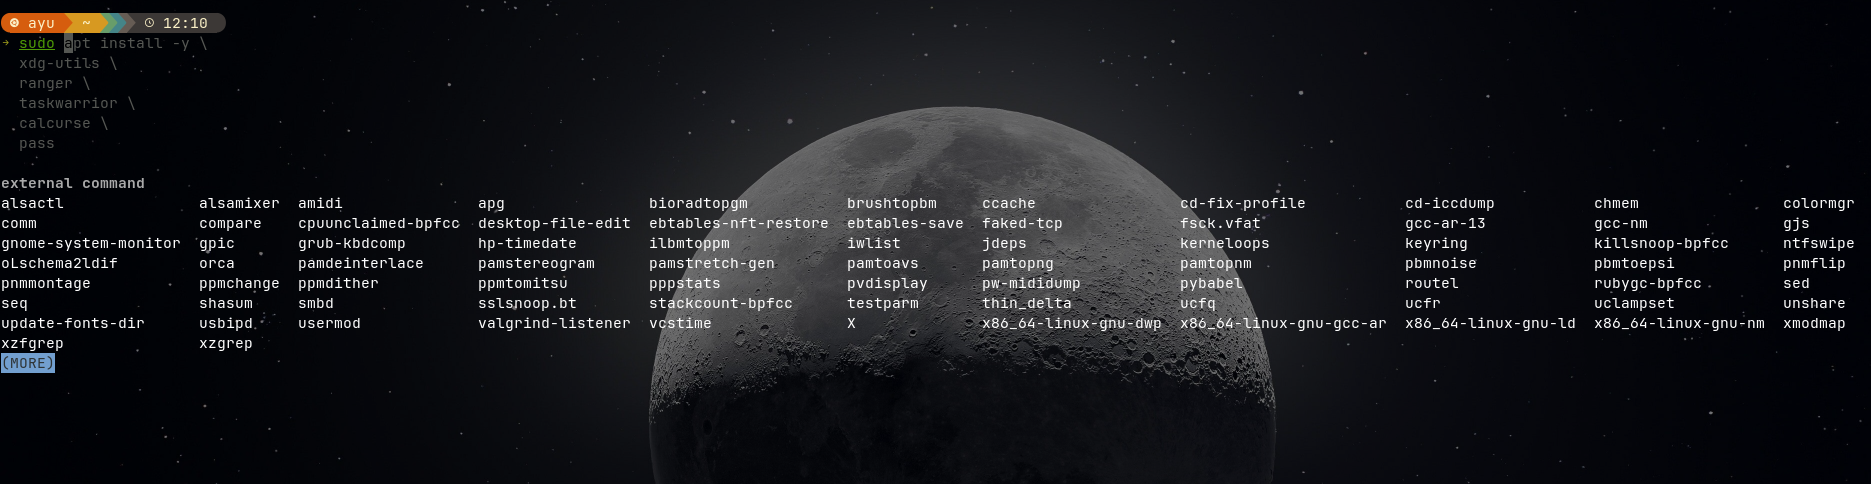 ayu ~ 12:10
→ sudo apt install -y \
xdg-utils \
ranger \
taskwarrior \
calcurse \
pass
external command
alsactl alsamixer amidi apg bioradtopgm brushtopbm ccache cd-fix-profile cd-iccdump chmem colormgr
comm compare cpuunclaimed-bpfcc desktop-file-edit ebtables-nft-restore ebtables-save faked-tcp fsck.vfat gcc-ar-13 gcc-nm gjs
gnome-system-monitor gpic grub-kbdcomp hp-timedate ilbmtoppm iwlist jdeps kerneloops keyring killsnoop-bpfcc ntfswipe
oLschema2ldif orca pamdeinterlace pamstereogram pamstretch-gen pamtoavs pamtopng pamtopnm pbmnoise pbmtoepsi pnmflip
pnmmontage ppmchange ppmdither ppmtomitsu pppstats pvdisplay pw-mididump pybabel routel rubygc-bpfcc sed
seq shasum smbd sslsnoop.bt stackcount-bpfcc testparm thin_delta ucfq ucfr uclampset unshare
update-fonts-dir usbipd usermod valgrind-listener vcstime X x86_64-linux-gnu-dwp x86_64-linux-gnu-gcc-ar x86_64-linux-gnu-ld x86_64-linux-gnu-nm xmodmap
xzfgrep xzgrep
(MORE)